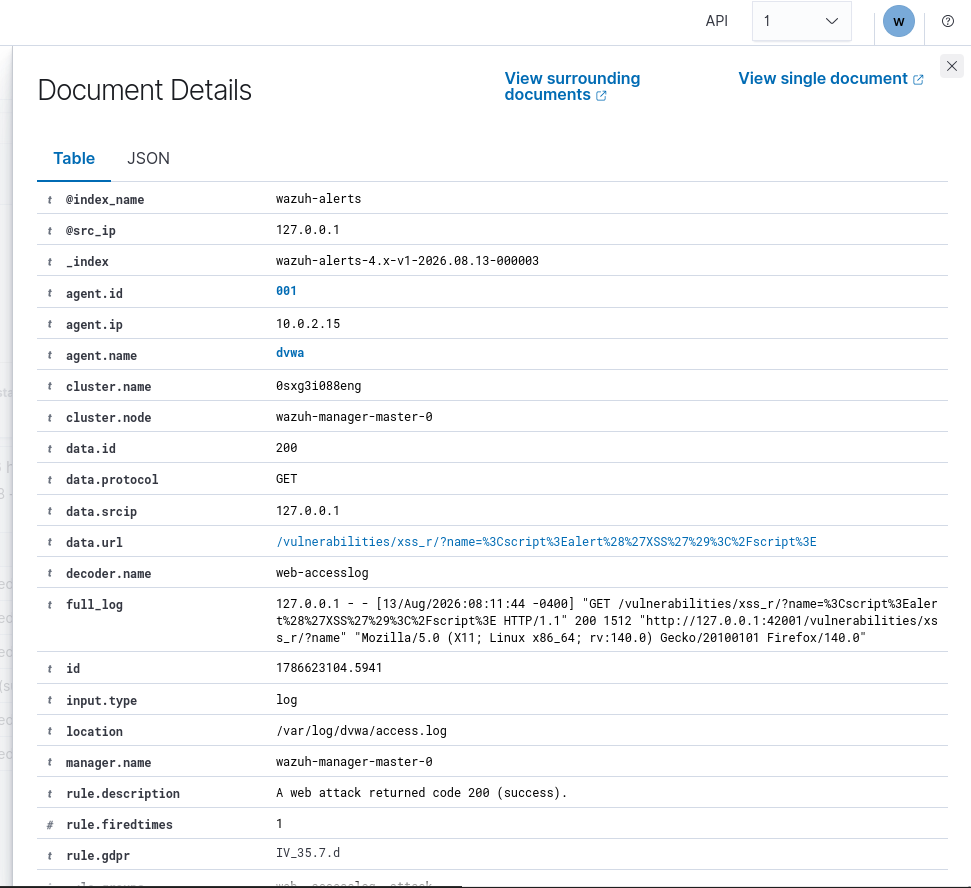 API 1 w
Document Details
View surrounding
documents
View single document
Table JSON
t @index_name wazuh-alerts
t @src_ip 127.0.0.1
t _index wazuh-alerts-4.x-v1-2026.08.13-000003
t agent.id 001
t agent.ip 10.0.2.15
t agent.name dvwa
t cluster.name 0sxg3i088eng
t cluster.node wazuh-manager-master-0
t data.id 200
t data.protocol GET
t data.srcip 127.0.0.1
t data.url /vulnerabilities/xss_r/?name=%3Cscript%3Ealert%28%27XSS%27%29%3C%2Fscript%3E
t decoder.name web-accesslog
t full_log 127.0.0.1 - - [13/Aug/2026:08:11:44 -0400] "GET /vulnerabilities/xss_r/?name=%3Cscript%3Ealer
t%28%27XSS%27%29%3C%2Fscript%3E HTTP/1.1" 200 1512 "http://127.0.0.1:42001/vulnerabilities/xs
s_r/?name" "Mozilla/5.0 (X11; Linux x86_64; rv:140.0) Gecko/20100101 Firefox/140.0"
t id 1786623104.5941
t input.type log
t location /var/log/dvwa/access.log
t manager.name wazuh-manager-master-0
t rule.description A web attack returned code 200 (success).
# rule.firedtimes 1
t rule.gdpr IV_35.7.d